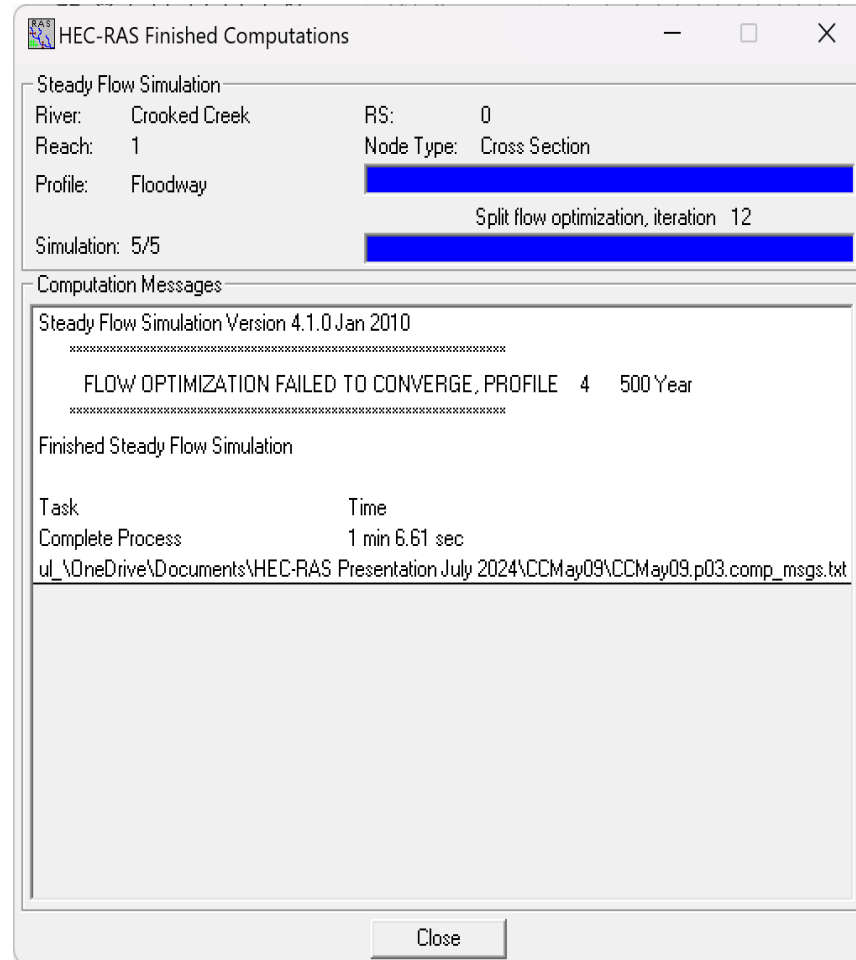 RAS
HEC-RAS Finished Computations
Steady Flow Simulation
River: Crooked Creek RS: 0
Reach: 1 Node Type: Cross Section
Profile: Floodway
Split flow optimization, iteration 12
Simulation: 5/5
Computation Messages
Steady Flow Simulation Version 4.1.0 Jan 2010
FLOW OPTIMIZATION FAILED TO CONVERGE, PROFILE 4 500 Year
Finished Steady Flow Simulation
Task Time
Complete Process 1 min 6.61 sec
ul_\OneDrive\Documents\HEC-RAS Presentation July 2024\CCMay09\CCMay09.p03.comp_msgs.txt
Close